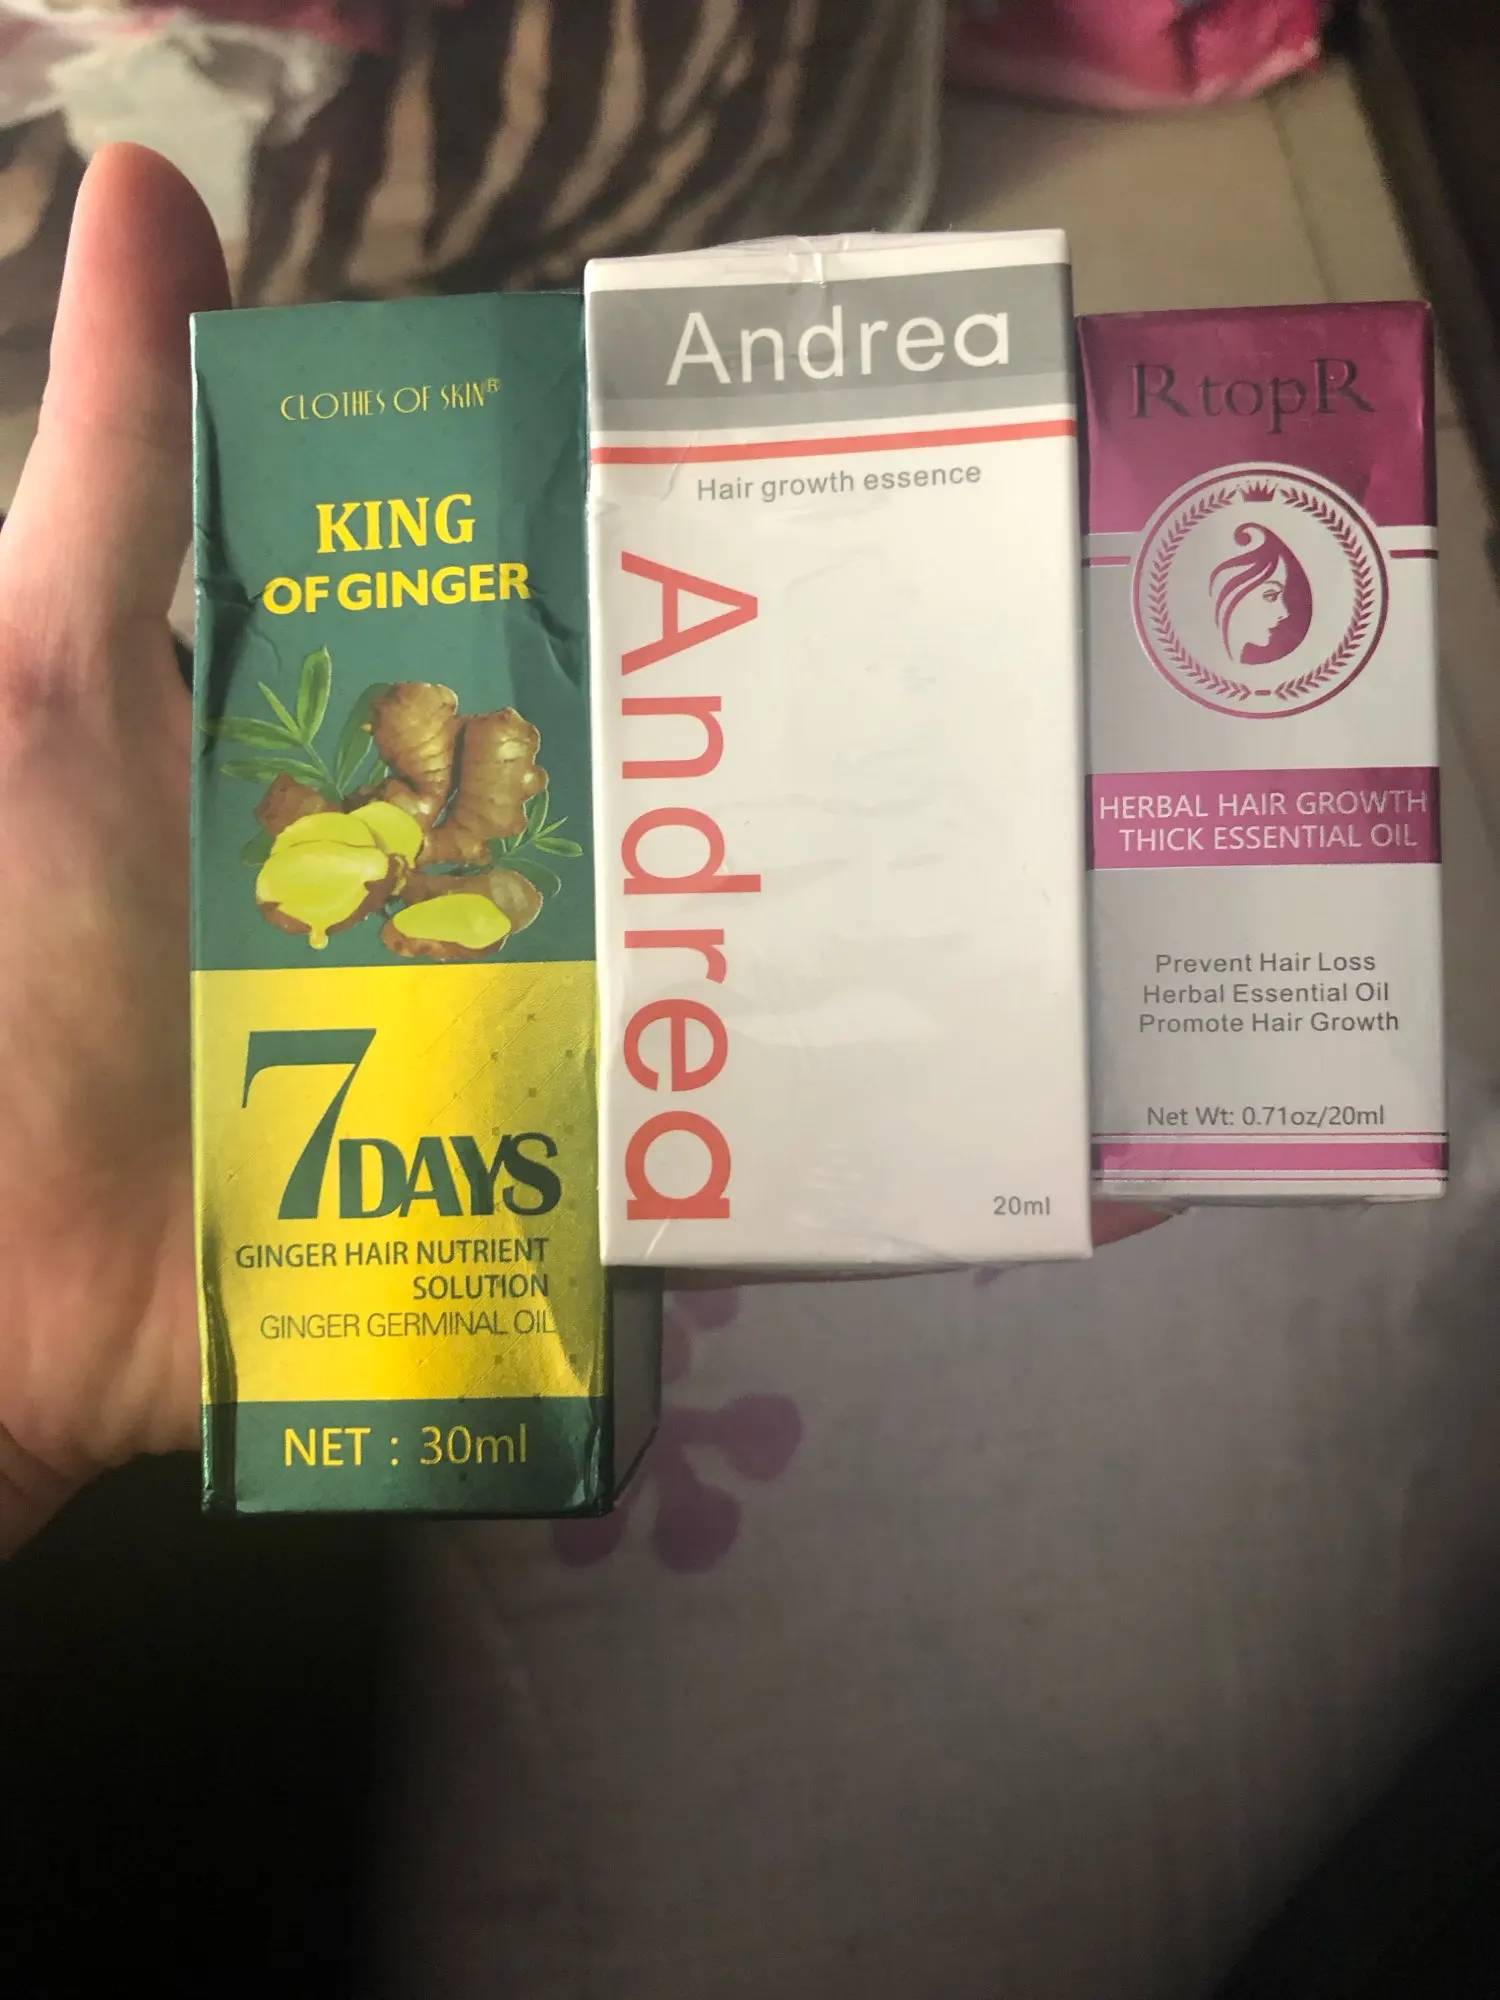 CLOTHES OF SKIN®
KING
OF GINGER
7 DAYS
GINGER HAIR NUTRIENT
SOLUTION
GINGER GERMINAL OIL
NET : 30ml
Andrea
Hair growth essence
Andrea
20ml
RtopR
HERBAL HAIR GROWTH
THICK ESSENTIAL OIL
Prevent Hair Loss
Herbal Essential Oil
Promote Hair Growth
Net Wt: 0.71oz/20ml